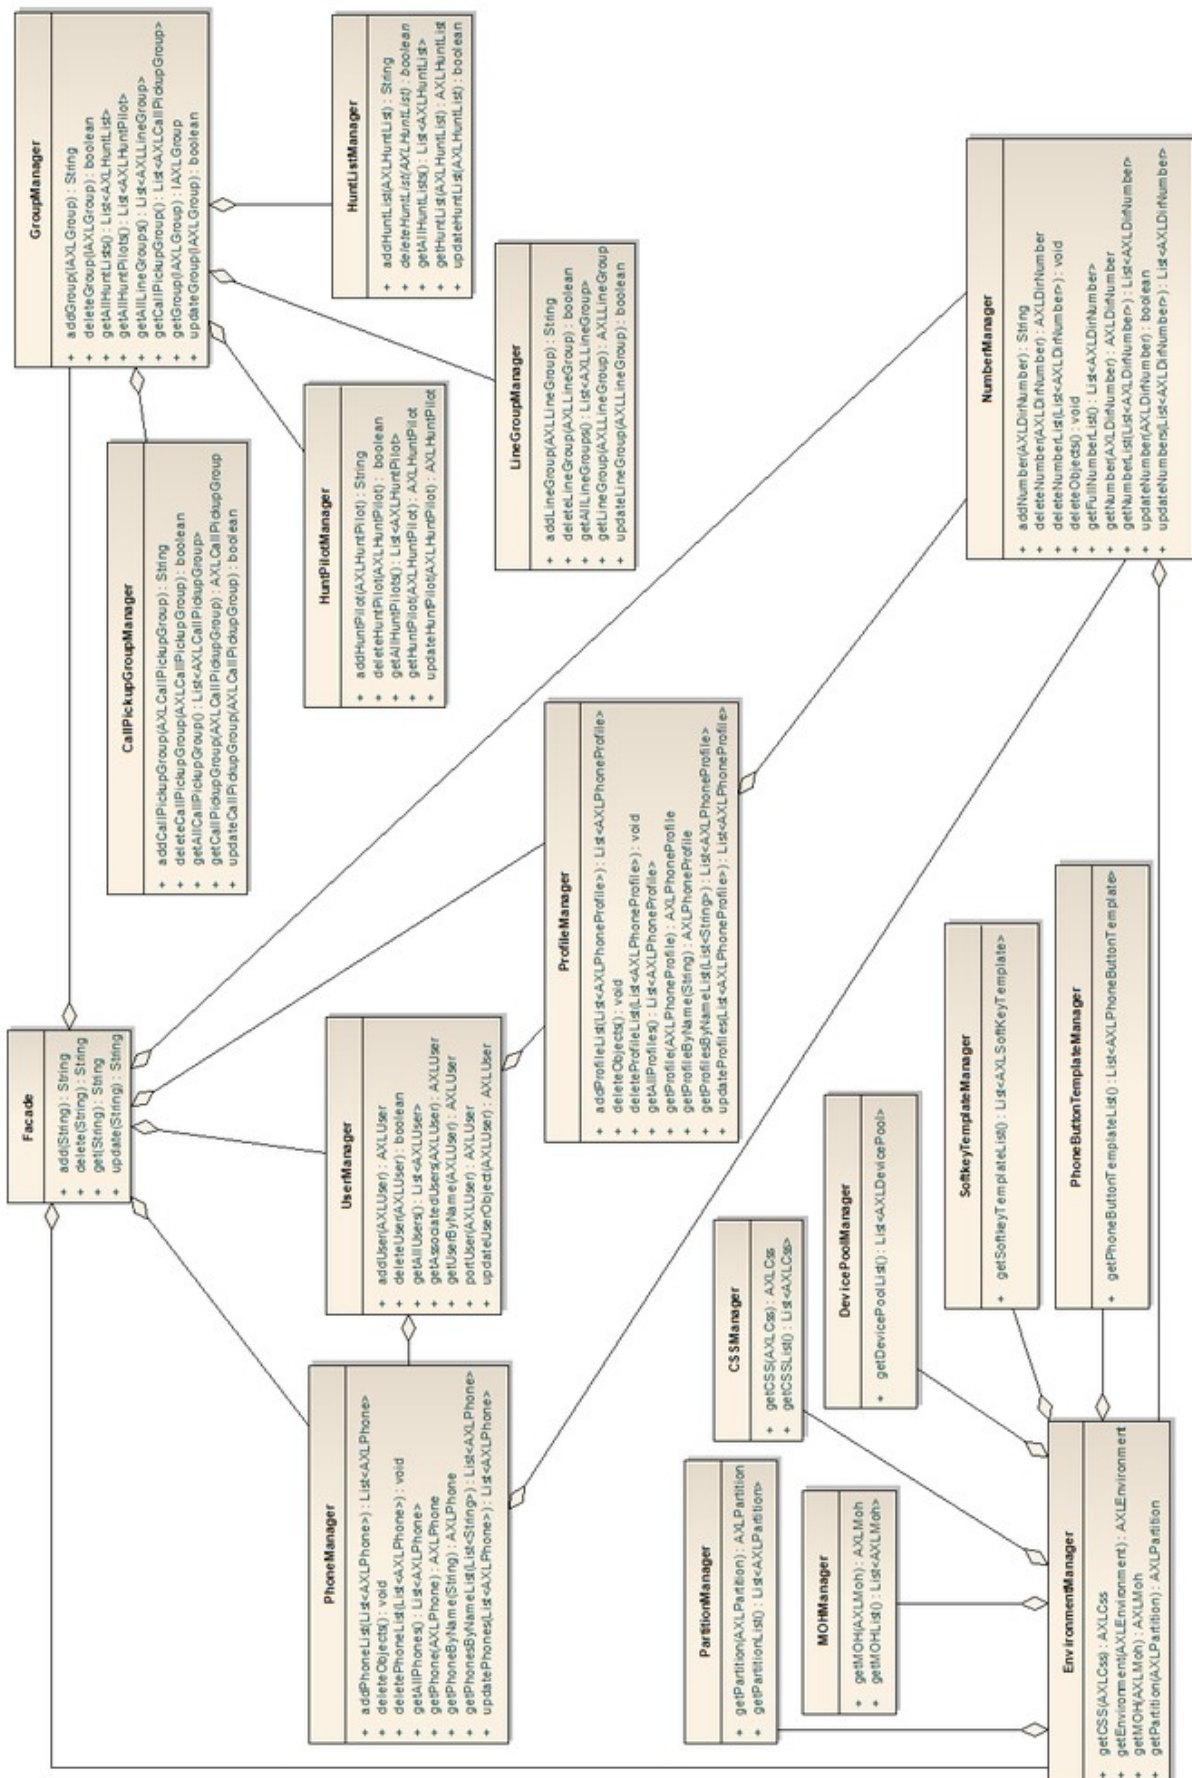 Facade
+ add(String) : String
+ delete(String) : String
+ get(String) : String
+ update(String) : String
GroupManager
+ addGroup(IAXLGroup) : String
+ deleteGroup(IAXLGroup) : boolean
+ getAllHuntLists() : List<AXLHuntList>
+ getAllHuntPilots() : List<AXLHuntPilot>
+ getAllLineGroups() : List<AXLLineGroup>
+ getCallPickupGroup() : List<AXLCallPickupGroup>
+ getGroup(IAXLGroup) : IAXLGroup
+ updateGroup(IAXLGroup) : boolean
CallPickupGroupManager
+ addCallPickupGroup(AXLCallPickupGroup) : String
+ deleteCallPickupGroup(AXLCallPickupGroup) : boolean
+ getAllCallPickupGroup() : List<AXLCallPickupGroup>
+ getCallPickupGroup(AXLCallPickupGroup) : AXLCallPickupGroup
+ updateCallPickupGroup(AXLCallPickupGroup) : boolean
HuntListManager
+ addHuntList(AXLHuntList) : String
+ deleteHuntList(AXLHuntList) : boolean
+ getAllHuntLists() : List<AXLHuntList>
+ getHuntList(AXLHuntList) : AXLHuntList
+ updateHuntList(AXLHuntList) : boolean
HuntPilotManager
+ addHuntPilot(AXLHuntPilot) : String
+ deleteHuntPilot(AXLHuntPilot) : boolean
+ getAllHuntPilots() : List<AXLHuntPilot>
+ getHuntPilot(AXLHuntPilot) : AXLHuntPilot
+ updateHuntPilot(AXLHuntPilot) : AXLHuntPilot
LineGroupManager
+ addLineGroup(AXLLineGroup) : String
+ deleteLineGroup(AXLLineGroup) : boolean
+ getAllLineGroups() : List<AXLLineGroup>
+ getLineGroup(AXLLineGroup) : AXLLineGroup
+ updateLineGroup(AXLLineGroup) : boolean
PhoneManager
+ addPhoneList(List<AXLPhone>) : List<AXLPhone>
+ deleteObjects() : void
+ deletePhoneList(List<AXLPhone>) : void
+ getAllPhones() : List<AXLPhone>
+ getPhone(AXLPhone) : AXLPhone
+ getPhoneByName(String) : AXLPhone
+ getPhonesByNameList(List<String>) : List<AXLPhone>
+ updatePhones(List<AXLPhone>) : List<AXLPhone>
UserManager
+ addUser(AXLUser) : AXLUser
+ deleteUser(AXLUser) : boolean
+ getAllUsers() : List<AXLUser>
+ getAssociatedUsers(AXLUser) : AXLUser
+ getUserByName(AXLUser) : AXLUser
+ portUser(AXLUser) : AXLUser
+ updateUserObject(AXLUser) : AXLUser
ProfileManager
+ addProfileList(List<AXLPhoneProfile>) : List<AXLPhoneProfile>
+ deleteObjects() : void
+ deleteProfileList(List<AXLPhoneProfile>) : void
+ getAllProfiles() : List<AXLPhoneProfile>
+ getProfile(AXLPhoneProfile) : AXLPhoneProfile
+ getProfileByName(String) : AXLPhoneProfile
+ getProfilesByNameList(List<String>) : List<AXLPhoneProfile>
+ updateProfiles(List<AXLPhoneProfile>) : List<AXLPhoneProfile>
NumberManager
+ addNumber(AXLDirNumber) : String
+ deleteNumber(AXLDirNumber) : AXLDirNumber
+ deleteNumberList(List<AXLDirNumber>) : void
+ deleteObjects() : void
+ getFullNumberList() : List<AXLDirNumber>
+ getNumber(AXLDirNumber) : AXLDirNumber
+ getNumberList(List<AXLDirNumber>) : List<AXLDirNumber>
+ updateNumber(AXLDirNumber) : boolean
+ updateNumbers(List<AXLDirNumber>) : List<AXLDirNumber>
PartitionManager
+ getPartition(AXLPartition) : AXLPartition
+ getPartitionList() : List<AXLPartition>
CSSManager
+ getCSS(AXLCss) : AXLCss
+ getCSSList() : List<AXLCss>
MOHManager
+ getMOH(AXLMoh) : AXLMoh
+ getMOHList() : List<AXLMoh>
DevicePoolManager
+ getDevicePoolList() : List<AXLDevicePool>
SoftkeyTemplateManager
+ getSoftkeyTemplateList() : List<AXLSoftKeyTemplate>
PhoneButtonTemplateManager
+ getPhoneButtonTemplateList() : List<AXLPhoneButtonTemplate>
EnvironmentManager
+ getCSS(AXLCss) : AXLCss
+ getEnvironment(AXLEnvironment) : AXLEnvironment
+ getMOH(AXLMoh) : AXLMoh
+ getPartition(AXLPartition) : AXLPartition